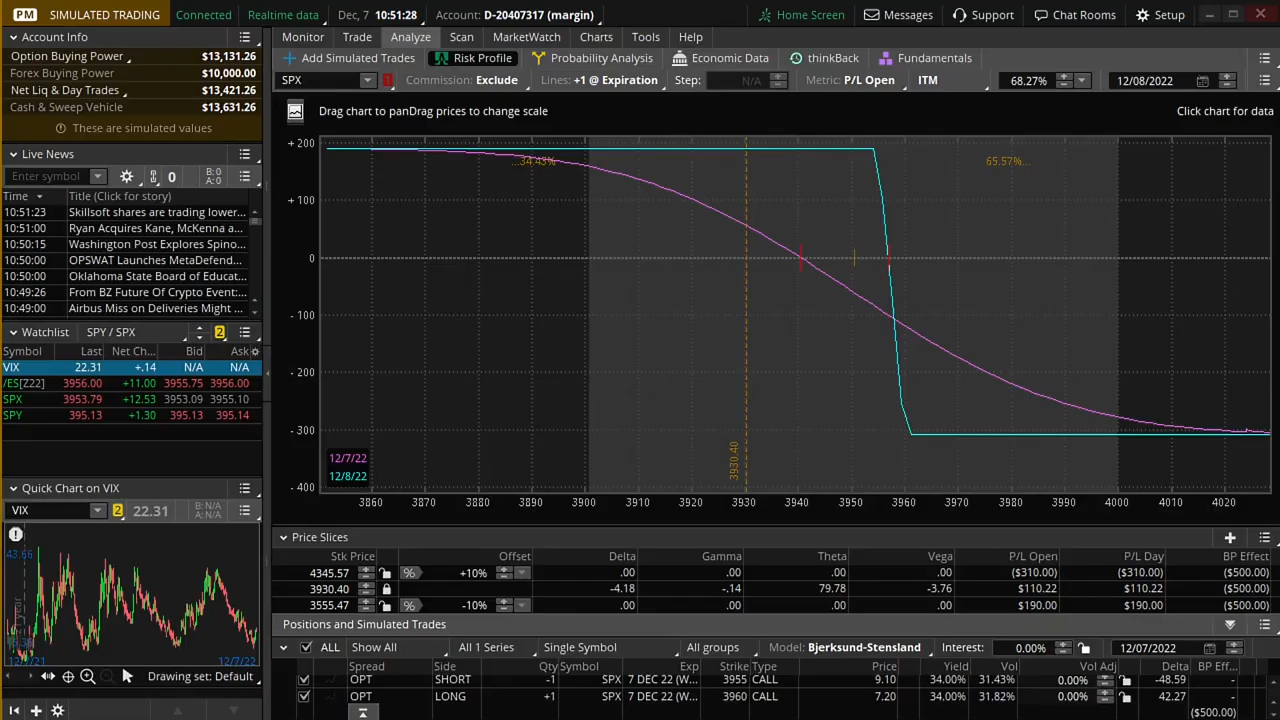 PM SIMULATED TRADING Connected Realtime data Dec, 7 10:51:28 Account: D-20407317 (margin) Home Screen Messages Support Chat Rooms Setup
Account Info
Option Buying Power $13,131.26
Forex Buying Power $10,000.00
Net Liq & Day Trades $13,421.26
Cash & Sweep Vehicle $13,631.26
These are simulated values
Live News
Enter symbol 0 B: 0 A: 0
Time Title (Click for story)
10:51:23 Skillsoft shares are trading lower...
10:51:00 Ryan Acquires Kane, McKenna a...
10:50:15 Washington Post Explores Spino...
10:50:00 OPSWAT Launches MetaDefend...
10:50:00 Oklahoma State Board of Educat...
10:49:26 From BZ Future Of Crypto Event:...
10:49:00 Airbus Miss on Deliveries Might ...
Watchlist SPY / SPX 2
Symbol Last Net Ch... Bid Ask
VIX 22.31 +.14 N/A N/A
/ES[Z22] 3956.00 +11.00 3955.75 3956.00
SPX 3953.79 +12.53 3953.09 3955.10
SPY 395.13 +1.30 395.13 395.14
Quick Chart on VIX
VIX 2 22.31 B: N/A A: N/A
43.66
12/7/21 12/7/22
Drawing set: Default
Monitor Trade Analyze Scan MarketWatch Charts Tools Help
Add Simulated Trades Risk Profile Probability Analysis Economic Data thinkBack Fundamentals
SPX 1 Commission: Exclude Lines: +1 @ Expiration Step: N/A Metric: P/L Open ITM 68.27% 12/08/2022
Drag chart to panDrag prices to change scale Click chart for data
+ 200
...34.43% 65.57%...
+ 100
0
- 100
- 200
- 300
- 400
3930.40
12/7/22
12/8/22
3860 3870 3880 3890 3900 3910 3920 3930 3940 3950 3960 3970 3980 3990 4000 4010 4020
Price Slices
Stk Price Offset Delta Gamma Theta Vega P/L Open P/L Day BP Effect
4345.57 % +10% .00 .00 .00 .00 ($310.00) ($310.00) ($500.00)
3930.40 -4.18 -.14 79.78 -3.76 $110.22 $110.22 ($500.00)
3555.47 % -10% .00 .00 .00 .00 $190.00 $190.00 ($500.00)
Positions and Simulated Trades
ALL Show All All 1 Series Single Symbol All groups Model: Bjerksund-Stensland Interest: 0.00% 12/07/2022
Spread Side Qty Symbol Exp Strike Type Price Yield Vol Vol Adj Delta BP Eff...
OPT SHORT -1 SPX 7 DEC 22 (W... 3955 CALL 9.10 34.00% 31.43% 0.00% -48.59 -
OPT LONG +1 SPX 7 DEC 22 (W... 3960 CALL 7.20 34.00% 31.82% 0.00% 42.27 -
($500.00)